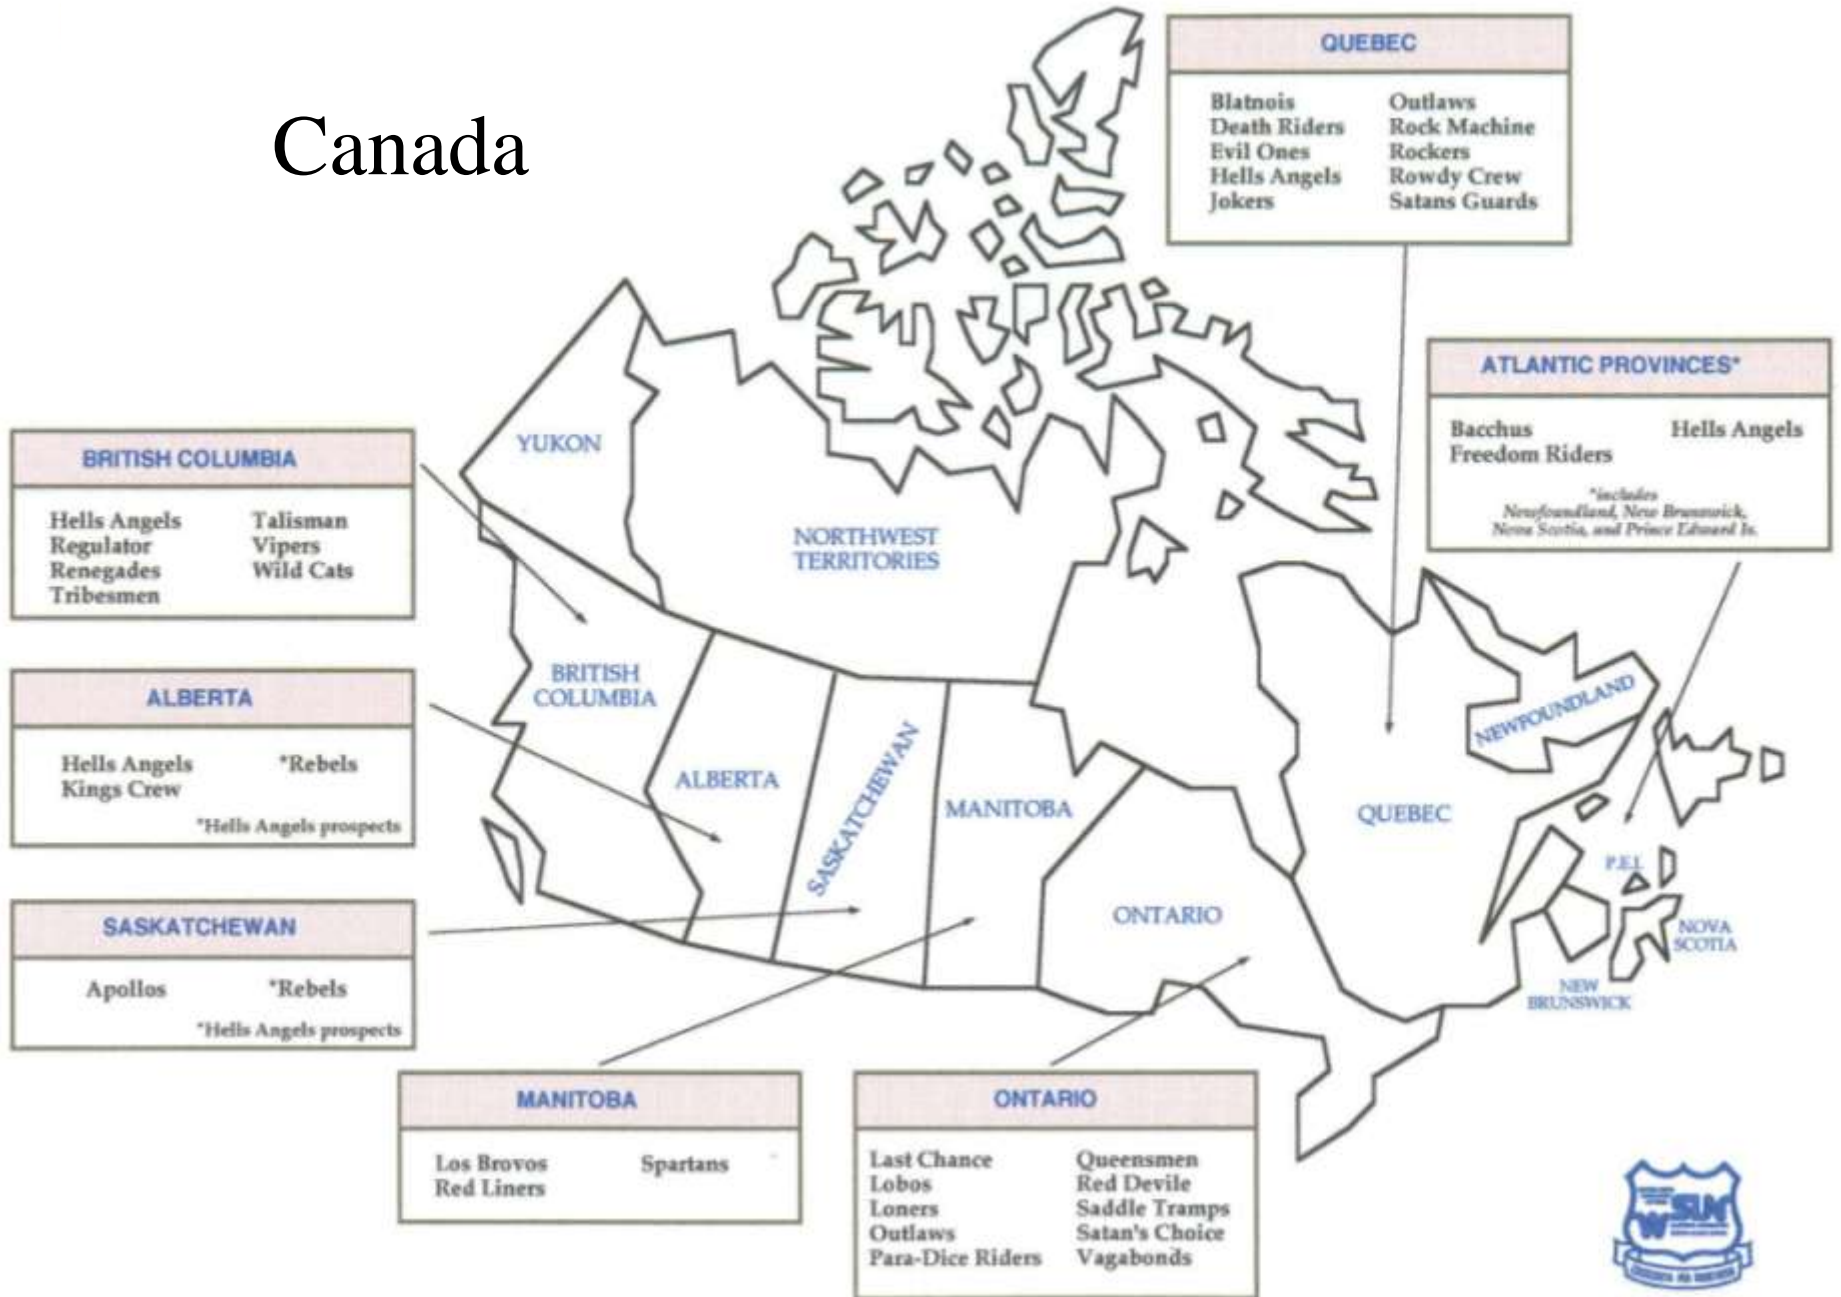 Canada
QUEBEC
Blatnois
Death Riders
Evil Ones
Hells Angels
Jokers
Outlaws
Rock Machine
Rockers
Rowdy Crew
Satans Guards
ATLANTIC PROVINCES*
Bacchus
Freedom Riders
Hells Angels
*includes
Newfoundland, New Brunswick,
Nova Scotia, and Prince Edward Is.
BRITISH COLUMBIA
Hells Angels
Regulator
Renegades
Tribesmen
Talisman
Vipers
Wild Cats
ALBERTA
Hells Angels
Kings Crew
*Rebels
*Hells Angels prospects
SASKATCHEWAN
Apollos
*Rebels
*Hells Angels prospects
MANITOBA
Los Brovos
Red Liners
Spartans
ONTARIO
Last Chance
Lobos
Loners
Outlaws
Para-Dice Riders
Queensmen
Red Devile
Saddle Tramps
Satan's Choice
Vagabonds
YUKON
NORTHWEST
TERRITORIES
BRITISH
COLUMBIA
ALBERTA
SASKATCHEWAN
MANITOBA
ONTARIO
QUEBEC
NEWFOUNDLAND
P.E.I.
NOVA
SCOTIA
NEW
BRUNSWICK